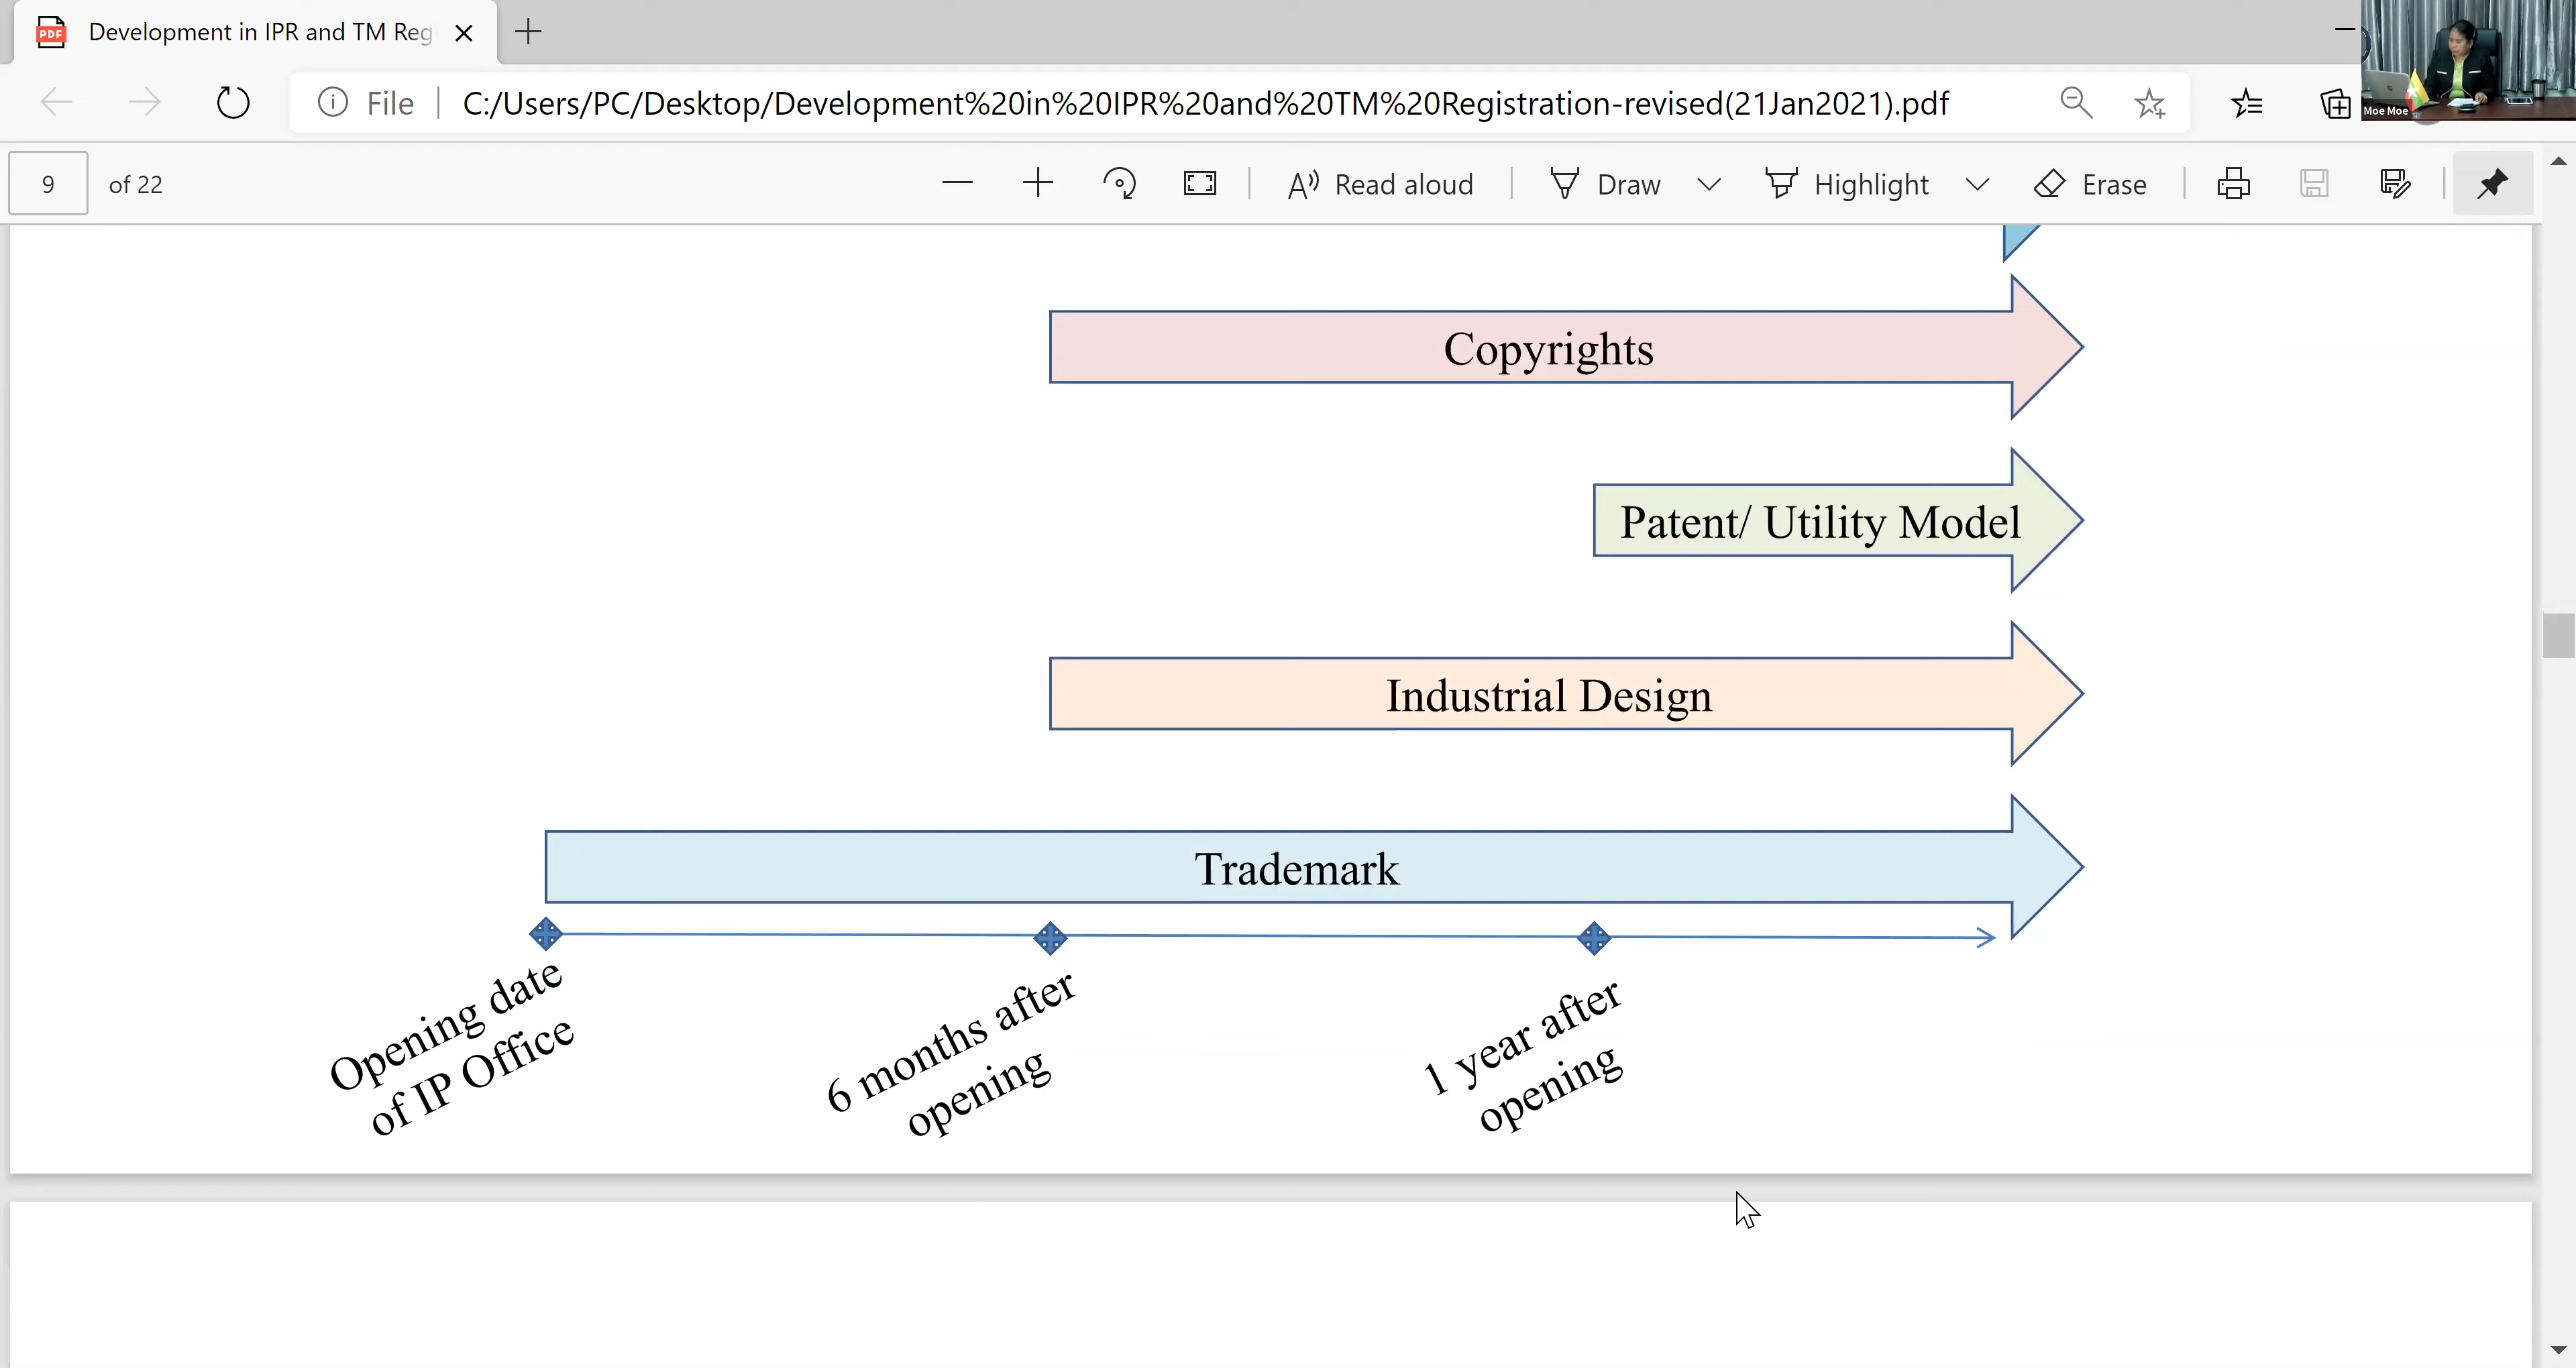 Development in IPR and TM Reg
File
C:/Users/PC/Desktop/Development%20in%20IPR%20and%20TM%20Registration-revised(21Jan2021).pdf
Moe Moe
9 of 22
Read aloud
Draw
Highlight
Erase
Copyrights
Patent/ Utility Model
Industrial Design
Trademark
Opening date
of IP Office
6 months after
opening
1 year after
opening